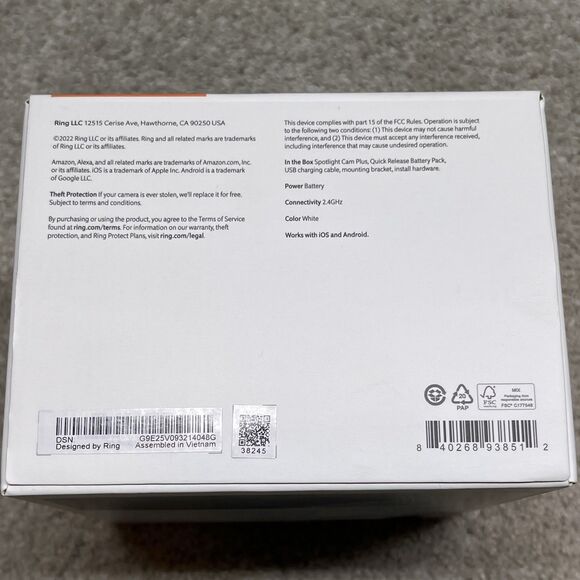 Ring LLC 12515 Cerise Ave, Hawthorne, CA 90250 USA
©2022 Ring LLC or its affiliates. Ring and all related marks are trademarks
of Ring LLC or its affiliates.
Amazon, Alexa, and all related marks are trademarks of Amazon.com, Inc.
or its affiliates. iOS is a trademark of Apple Inc. Android is a trademark
of Google LLC.
Theft Protection If your camera is ever stolen, we'll replace it for free.
Subject to terms and conditions.
By purchasing or using the product, you agree to the Terms of Service
found at ring.com/terms. For information on our warranty, theft
protection, and Ring Protect Plans, visit ring.com/legal.
This device complies with part 15 of the FCC Rules. Operation is subject
to the following two conditions: (1) This device may not cause harmful
interference, and (2) This device must accept any interference received,
including interference that may cause undesired operation.
In the Box Spotlight Cam Plus, Quick Release Battery Pack,
USB charging cable, mounting bracket, install hardware.
Power Battery
Connectivity 2.4GHz
Color White
Works with iOS and Android.
DSN G9E25V093214048G
Designed by Ring Assembled in Vietnam
38245
20
PAP
FSC
MIX
Packaging from
responsible sources
FSC® C177648
8 40268 93851 2